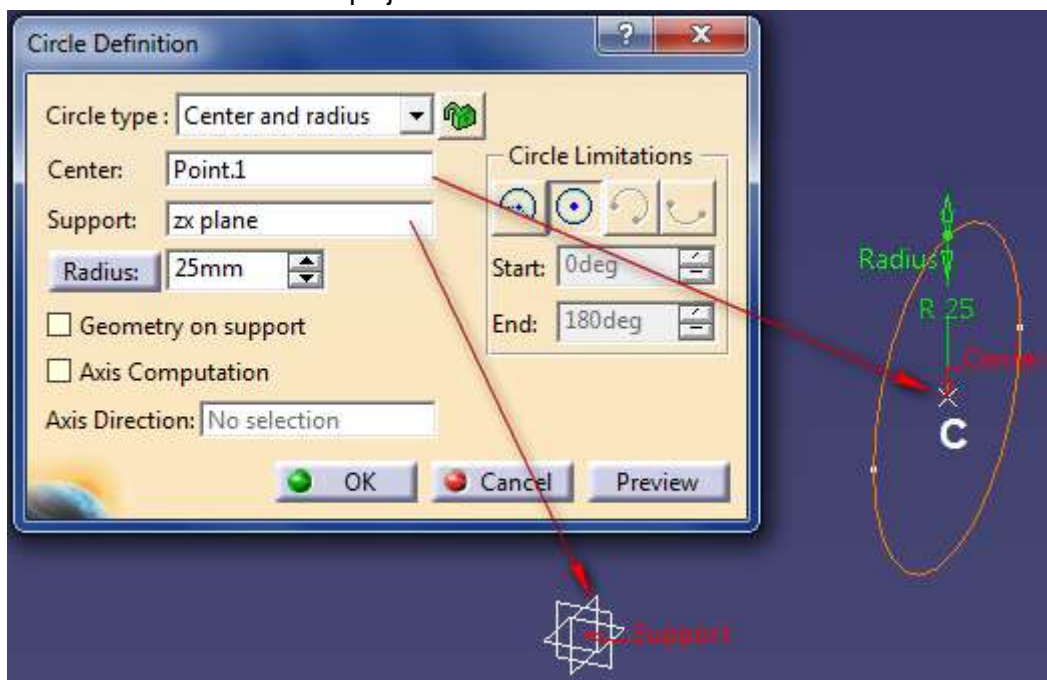 Circle Definition
?
X
Circle type : Center and radius
Center: Point.1
Support: zx plane
Radius: 25mm
Geometry on support
Axis Computation
Axis Direction: No selection
Circle Limitations
Start: 0deg
End: 180deg
OK
Cancel
Preview
Radius
R 25
Center
C
Support